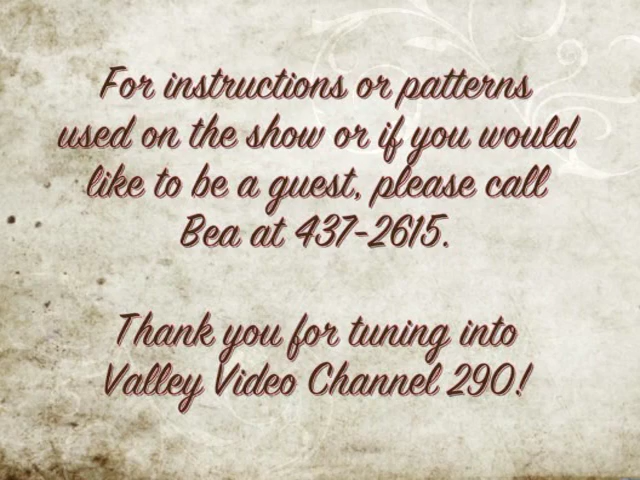 For instructions or patterns
used on the show or if you would
like to be a guest, please call
Bea at 437-2615.
Thank you for tuning into
Valley Video Channel 290!